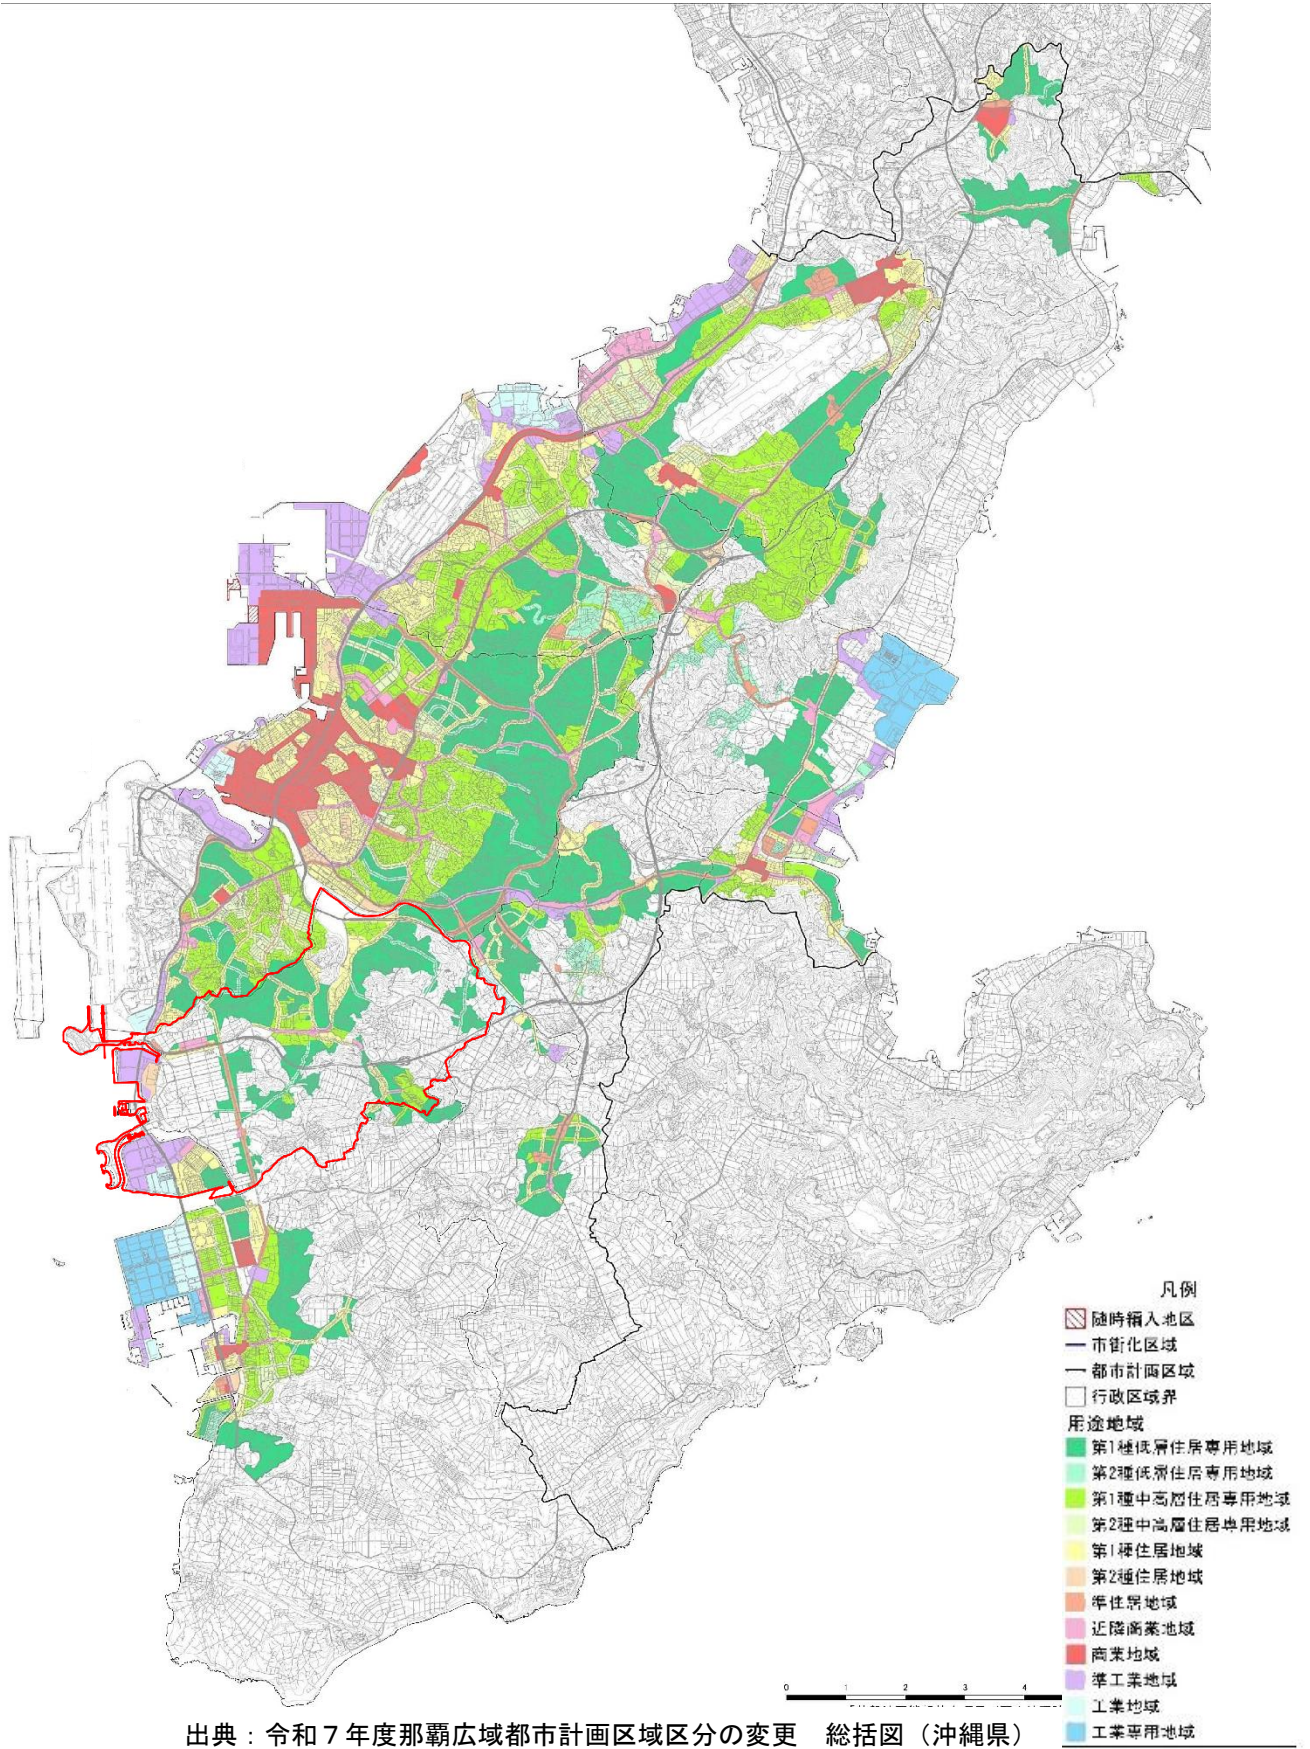 凡例
随時編入地区
市街化区域
都市計画区域
行政区域界
用途地域
第1種低層住居専用地域
第2種低層住居専用地域
第1種中高層住居専用地域
第2種中高層住居専用地域
第1種住居地域
第2種住居地域
準住居地域
近隣商業地域
商業地域
準工業地域
工業地域
工業専用地域
0 1 2 3 4
出典：令和７年度那覇広域都市計画区域区分の変更　総括図（沖縄県）